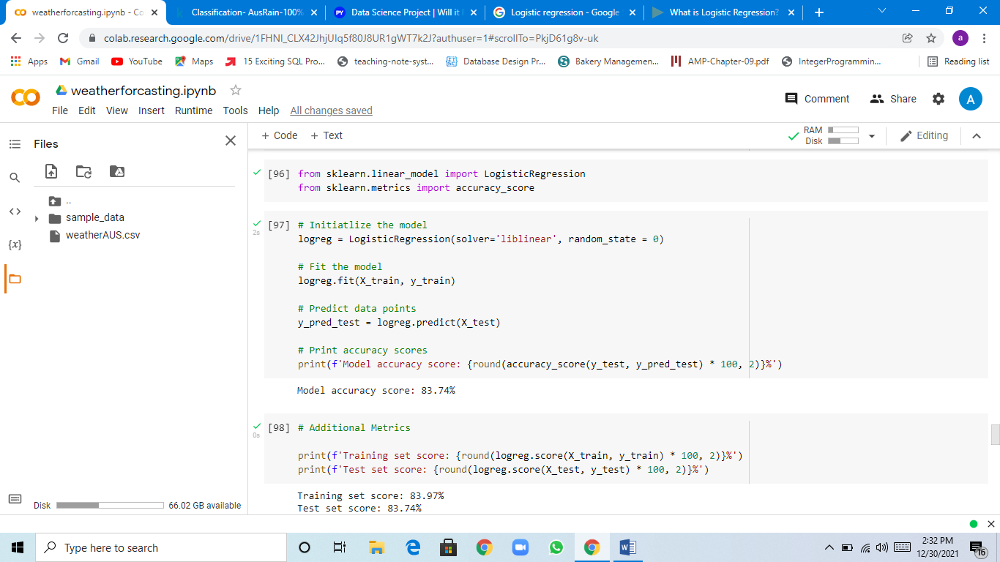 weatherforcasting.ipynb - Co
Classification- AusRain-100%
Data Science Project | Will it
Logistic regression - Google
What is Logistic Regression?
colab.research.google.com/drive/1FHNI_CLX42JhjUIq5f80J8UR1gWT7k2J?authuser=1#scrollTo=PkjD61g8v-uk
a
Apps
Gmail
YouTube
Maps
15 Exciting SQL Pro...
teaching-note-syst...
Database Design Pr...
Bakery Managemen...
AMP-Chapter-09.pdf
IntegerProgrammin...
Reading list
weatherforcasting.ipynb
Comment
Share
A
File Edit View Insert Runtime Tools Help All changes saved
Files
+ Code + Text
RAM
Disk
Editing
..
sample_data
weatherAUS.csv
{x}
Disk 66.02 GB available
[96] from sklearn.linear_model import LogisticRegression
from sklearn.metrics import accuracy_score
[97] # Initiatlize the model
2s
logreg = LogisticRegression(solver='liblinear', random_state = 0)
# Fit the model
logreg.fit(X_train, y_train)
# Predict data points
y_pred_test = logreg.predict(X_test)
# Print accuracy scores
print(f'Model accuracy score: {round(accuracy_score(y_test, y_pred_test) * 100, 2)}%')
Model accuracy score: 83.74%
[98] # Additional Metrics
0s
print(f'Training set score: {round(logreg.score(X_train, y_train) * 100, 2)}%')
print(f'Test set score: {round(logreg.score(X_test, y_test) * 100, 2)}%')
Training set score: 83.97%
Test set score: 83.74%
Type here to search
2:32 PM
12/30/2021
16